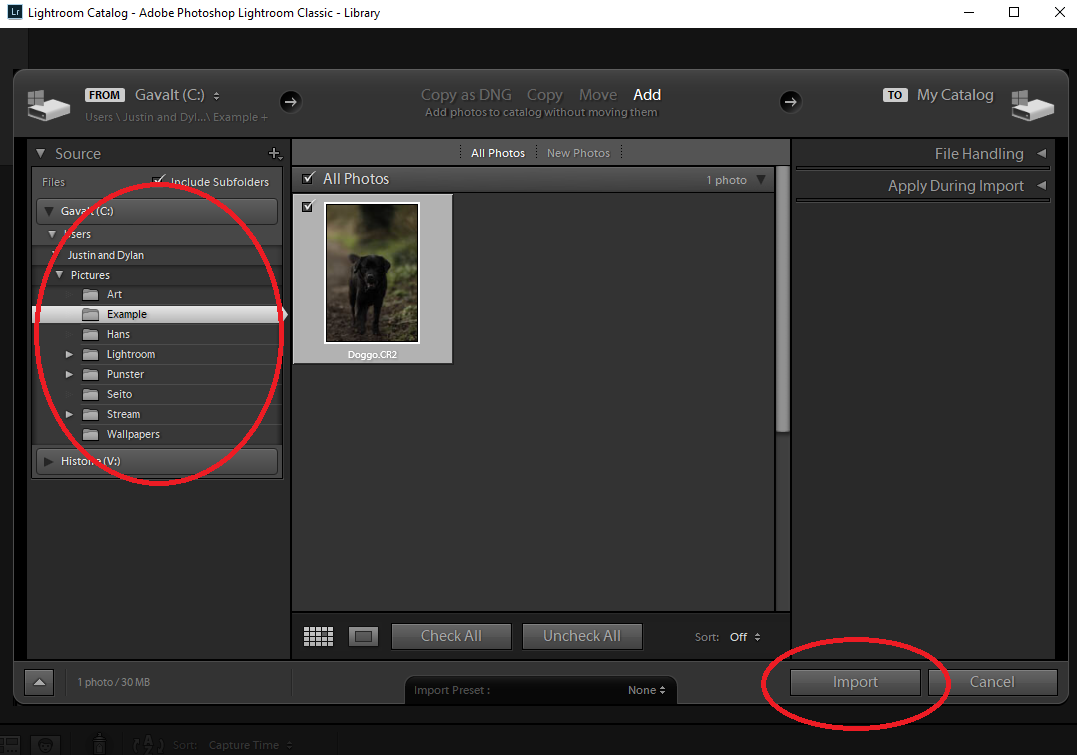 Lr Lightroom Catalog - Adobe Photoshop Lightroom Classic - Library
FROM Gavalt (C:)
Users \ Justin and Dyl...\ Example +
Copy as DNG Copy Move Add
Add photos to catalog without moving them
TO My Catalog
Source
Files Include Subfolders
Gavalt (C:)
Users
Justin and Dylan
Pictures
Art
Example
Hans
Lightroom
Punster
Seito
Stream
Wallpapers
Histoire (V:)
All Photos New Photos
All Photos 1 photo
Doggo.CR2
File Handling
Apply During Import
Check All Uncheck All Sort: Off
1 photo / 30 MB
Import Preset : None
Import Cancel
Sort: Capture Time